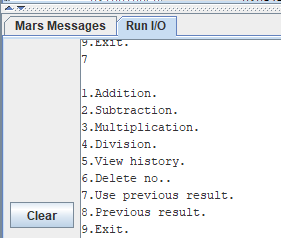 Mars Messages Run I/O
9.Exit.
7
1.Addition.
2.Subtraction.
3.Multiplication.
4.Division.
5.View history.
6.Delete no..
7.Use previous result.
8.Previous result.
9.Exit.
Clear